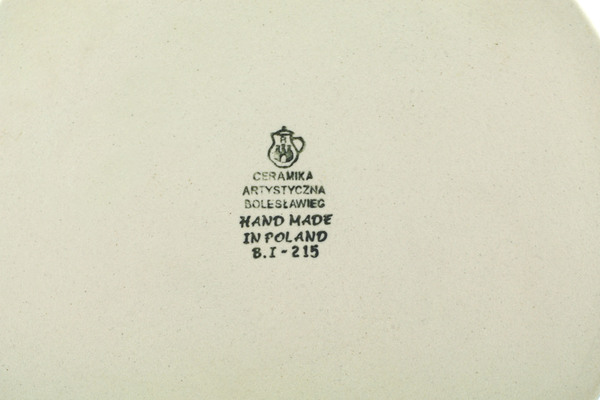 CERAMIKA
ARTYSTYCZNA
BOLESŁAWIEC
HAND MADE
IN POLAND
B.I-215